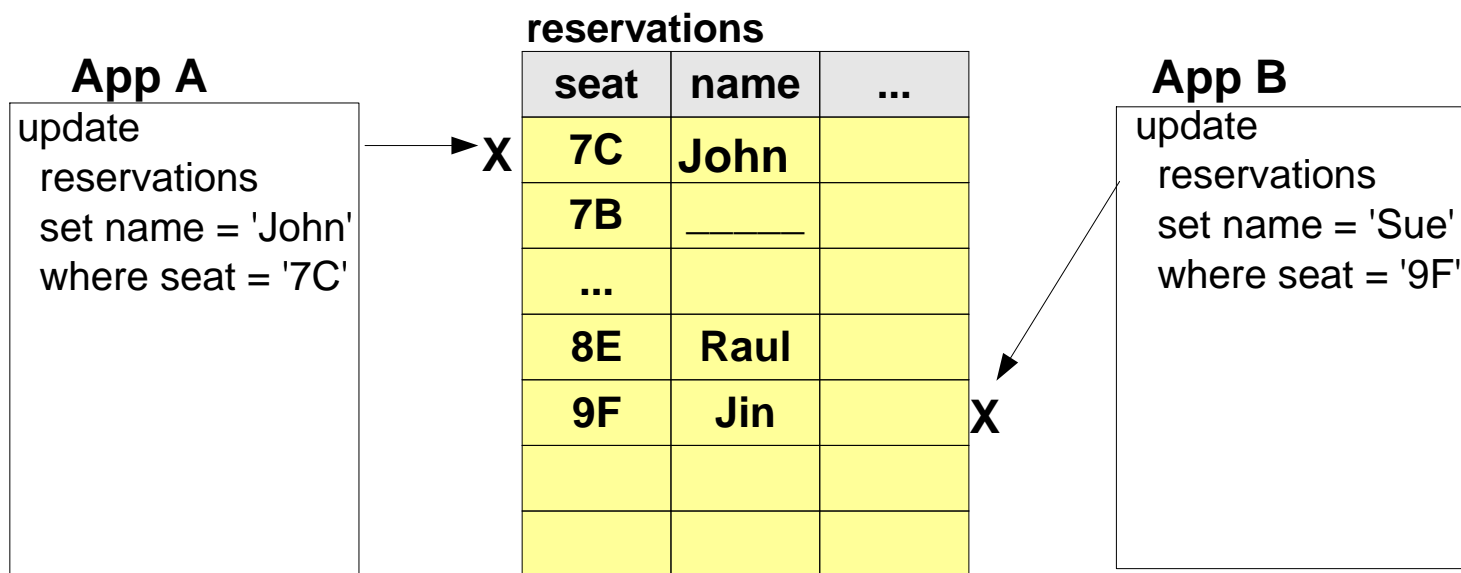 App A
update
reservations
set name = 'John'
where seat = '7C'
X
reservations
seat name ...
7C John
7B _____
...
8E Raul
9F Jin
X
App B
update
reservations
set name = 'Sue'
where seat = '9F'